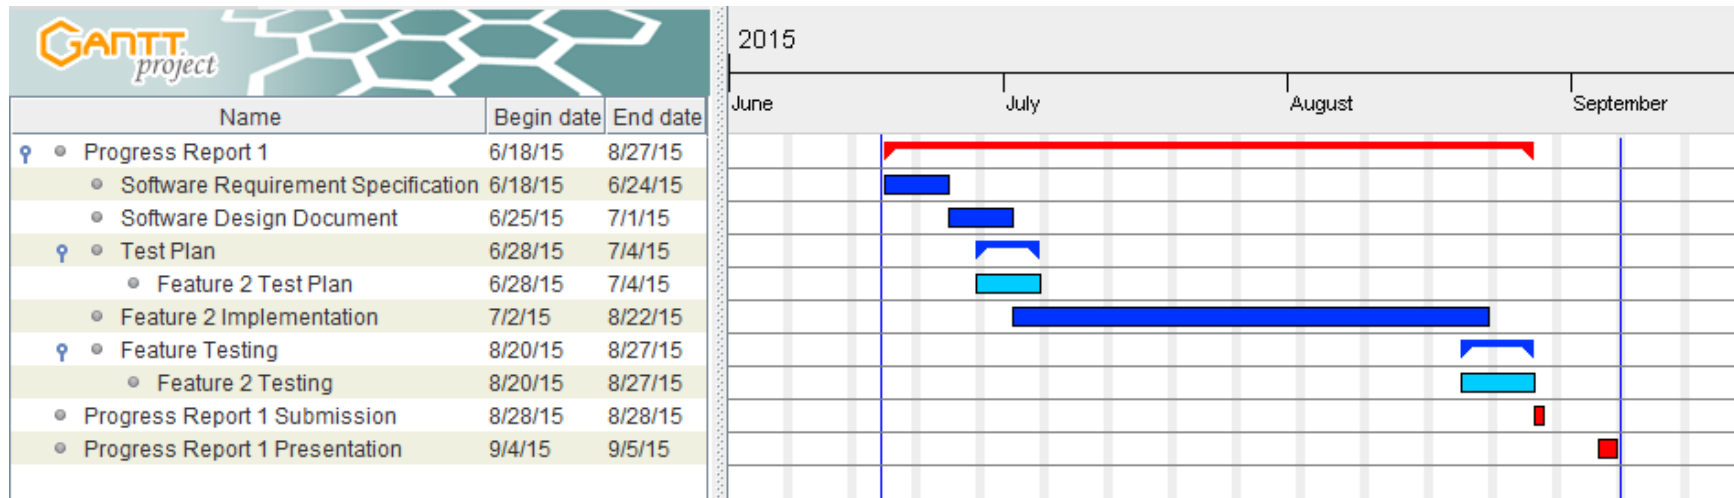 GANTT
project
2015
June July August September
Name Begin date End date
Progress Report 1 6/18/15 8/27/15
Software Requirement Specification 6/18/15 6/24/15
Software Design Document 6/25/15 7/1/15
Test Plan 6/28/15 7/4/15
Feature 2 Test Plan 6/28/15 7/4/15
Feature 2 Implementation 7/2/15 8/22/15
Feature Testing 8/20/15 8/27/15
Feature 2 Testing 8/20/15 8/27/15
Progress Report 1 Submission 8/28/15 8/28/15
Progress Report 1 Presentation 9/4/15 9/5/15